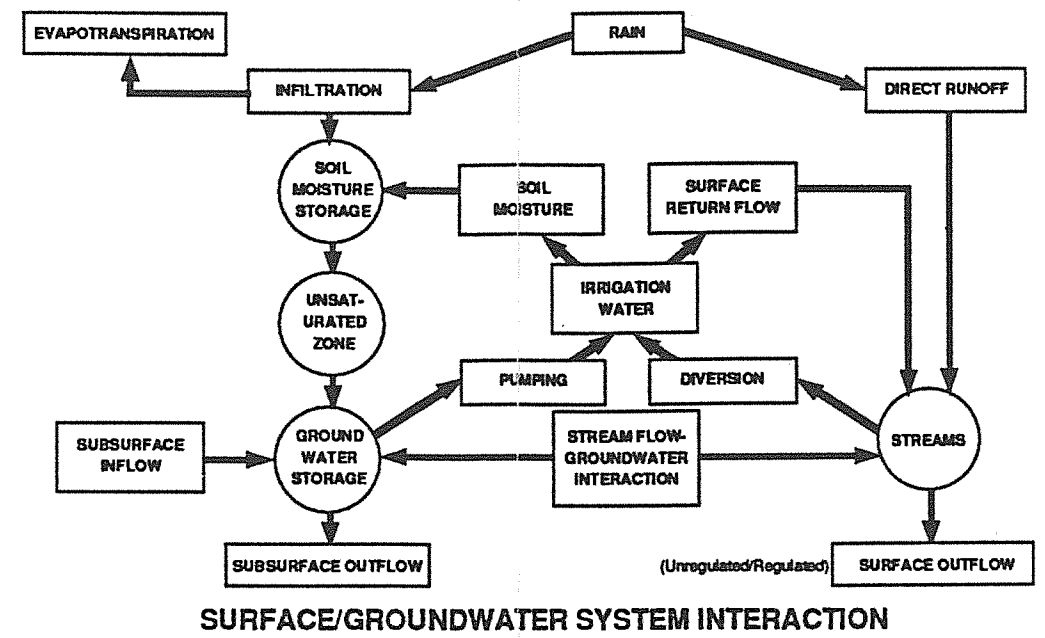 EVAPOTRANSPIRATION
RAIN
INFILTRATION
DIRECT RUNOFF
SOIL
MOISTURE
STORAGE
SOIL
MOISTURE
SURFACE
RETURN FLOW
UNSAT-
URATED
ZONE
IRRIGATION
WATER
PUMPING
DIVERSION
SUBSURFACE
INFLOW
GROUND
WATER
STORAGE
STREAM FLOW-
GROUNDWATER
INTERACTION
STREAMS
SUBSURFACE OUTFLOW
(Unregulated/Regulated)
SURFACE OUTFLOW
SURFACE/GROUNDWATER SYSTEM INTERACTION